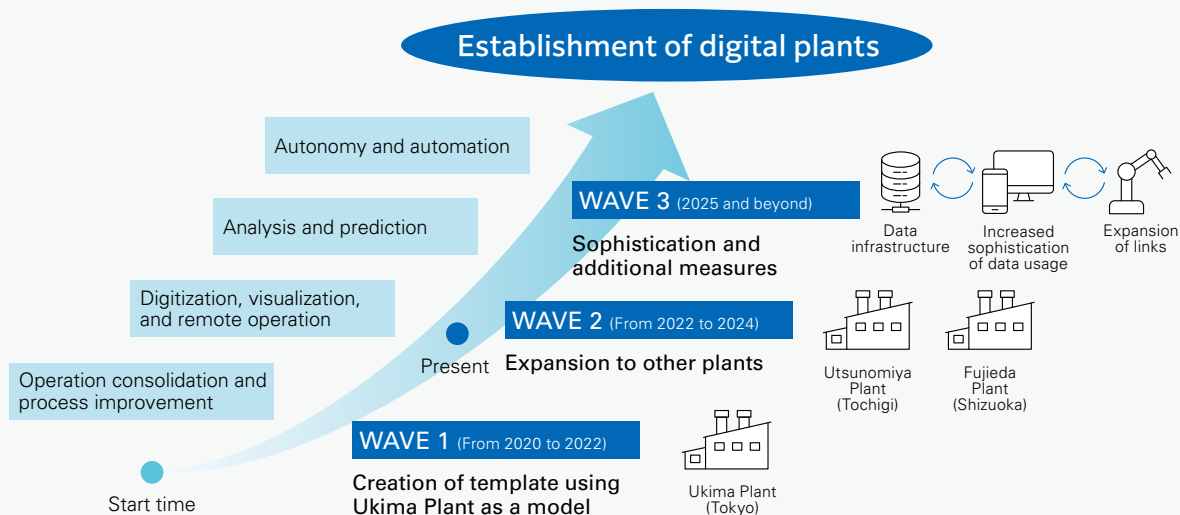 Establishment of digital plants
Autonomy and automation
Analysis and prediction
Digitization, visualization,
and remote operation
Operation consolidation and
process improvement
Start time
Present
WAVE 3 (2025 and beyond)
Sophistication and
additional measures
Data
infrastructure
Increased
sophistication
of data usage
Expansion
of links
WAVE 2 (From 2022 to 2024)
Expansion to other plants
Utsunomiya
Plant
(Tochigi)
Fujieda
Plant
(Shizuoka)
WAVE 1 (From 2020 to 2022)
Creation of template using
Ukima Plant as a model
Ukima Plant
(Tokyo)